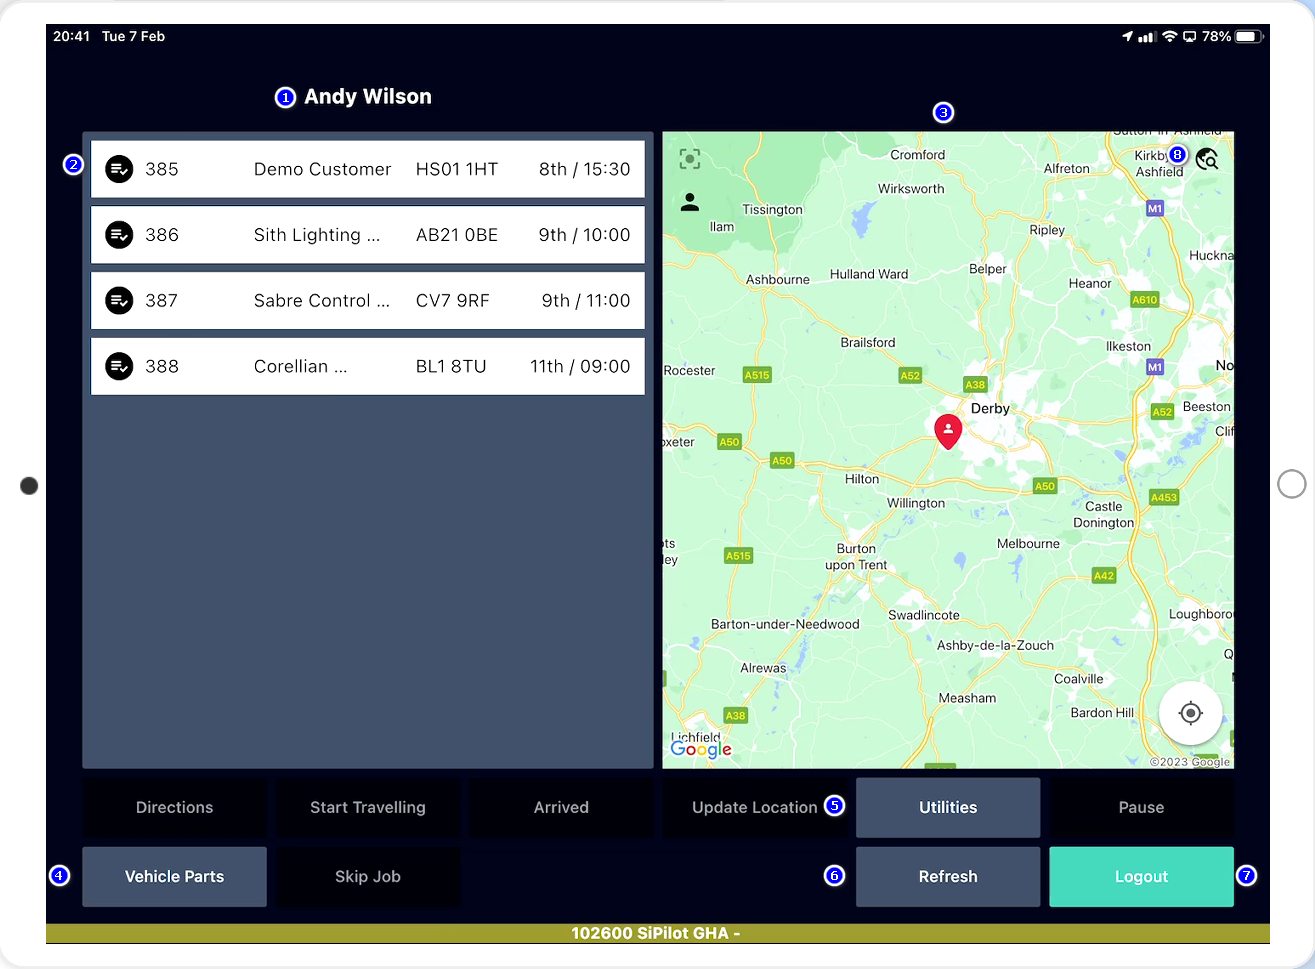 20:41 Tue 7 Feb
78%
1 Andy Wilson
3
2
385 Demo Customer HS01 1HT 8th / 15:30
386 Sith Lighting ... AB21 0BE 9th / 10:00
387 Sabre Control ... CV7 9RF 9th / 11:00
388 Corellian ... BL1 8TU 11th / 09:00
Sutton-in-Ashfield
Cromford
Kirkby
8
Ashfield
Alfreton
Wirksworth
M1
Tissington
Ilam
Ripley
Huckna
Ashbourne
Hulland Ward
Belper
Heanor
A610
Brailsford
Ilkeston
Rocester
A515
A52
A38
M1
No
Derby
A52
Beeston
Clif
oxeter
A50
A50
Hilton
A50
Willington
A453
Castle
Donington
Melbourne
ots
ley
A515
Burton
upon Trent
A42
Swadlincote
Loughboro
Barton-under-Needwood
Ashby-de-la-Zouch
Q
Alrewas
Coalville
Measham
Bardon Hill
A38
Lichfield
Google
©2023 Google
Directions
Start Travelling
Arrived
Update Location
5
Utilities
Pause
4
Vehicle Parts
Skip Job
6
Refresh
Logout
7
102600 SiPilot GHA -